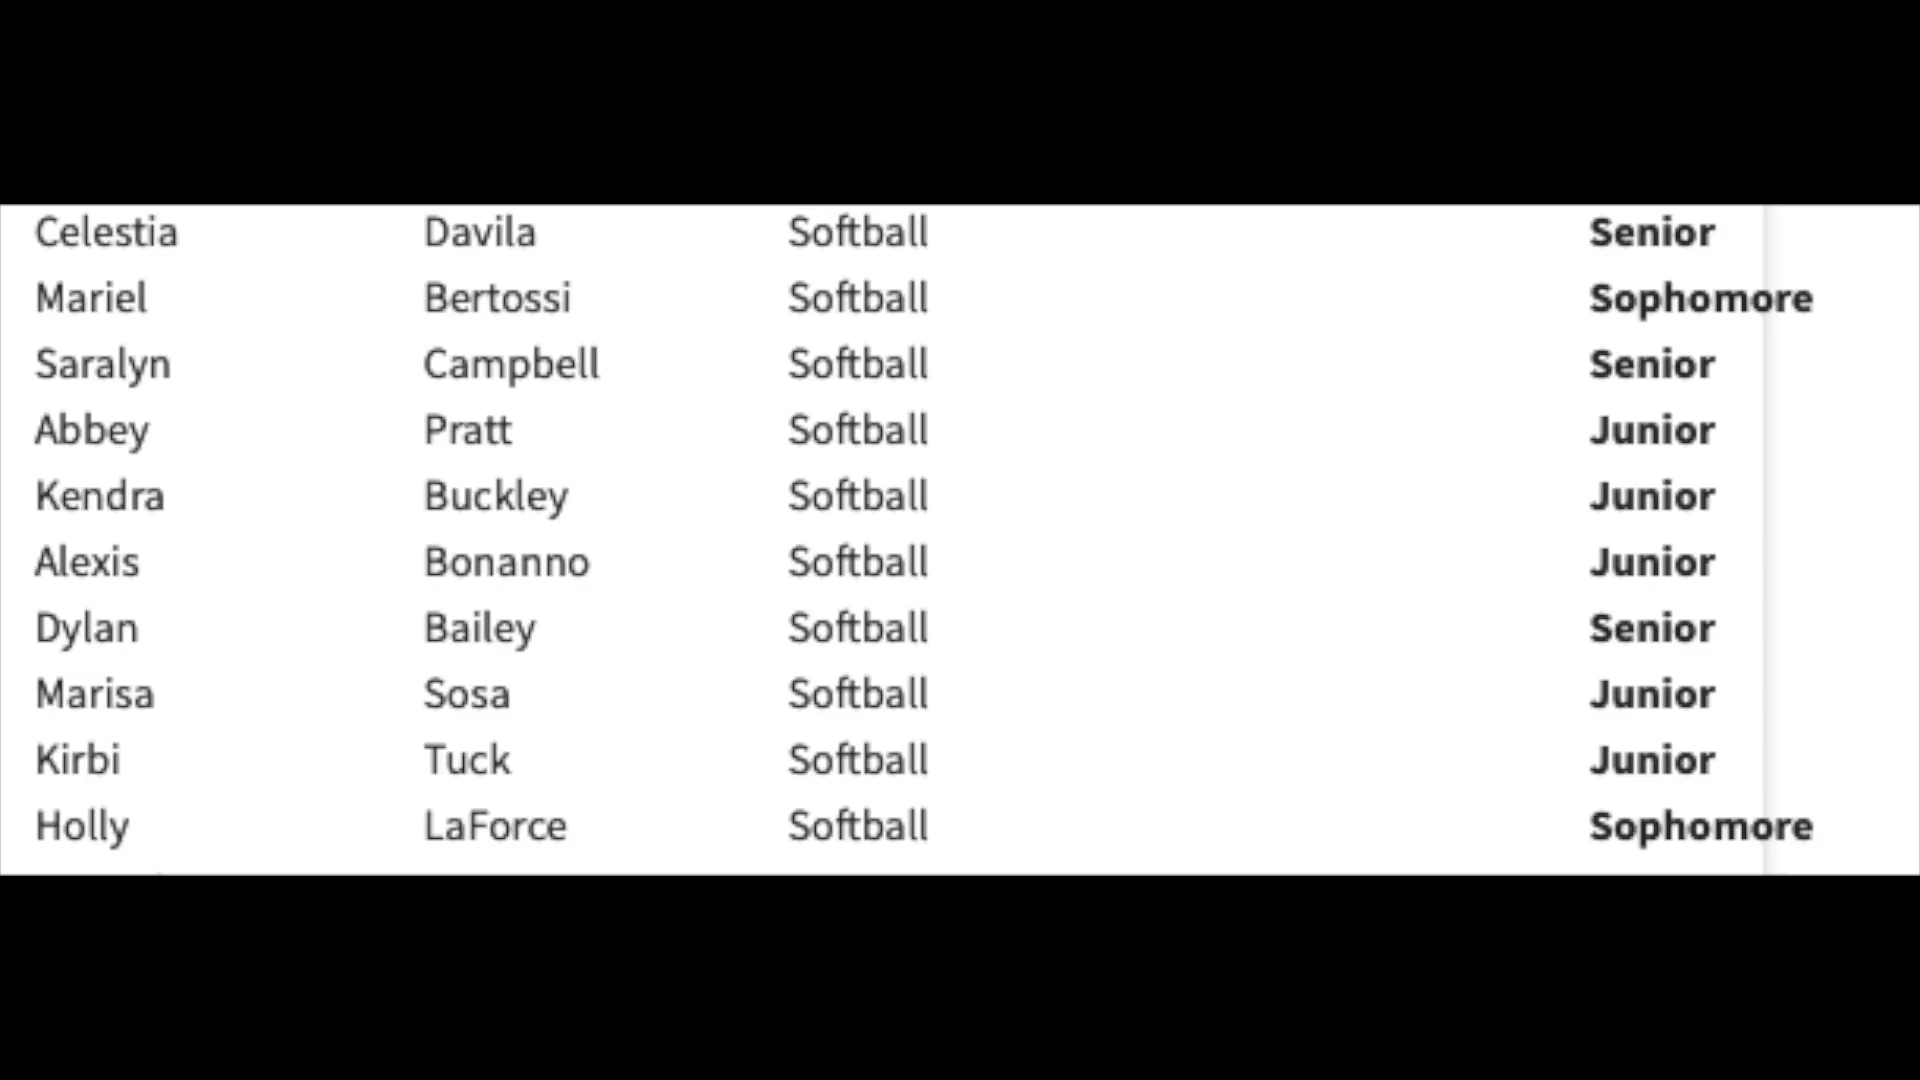 Celestia Davila Softball Senior
Mariel Bertossi Softball Sophomore
Saralyn Campbell Softball Senior
Abbey Pratt Softball Junior
Kendra Buckley Softball Junior
Alexis Bonanno Softball Junior
Dylan Bailey Softball Senior
Marisa Sosa Softball Junior
Kirbi Tuck Softball Junior
Holly LaForce Softball Sophomore